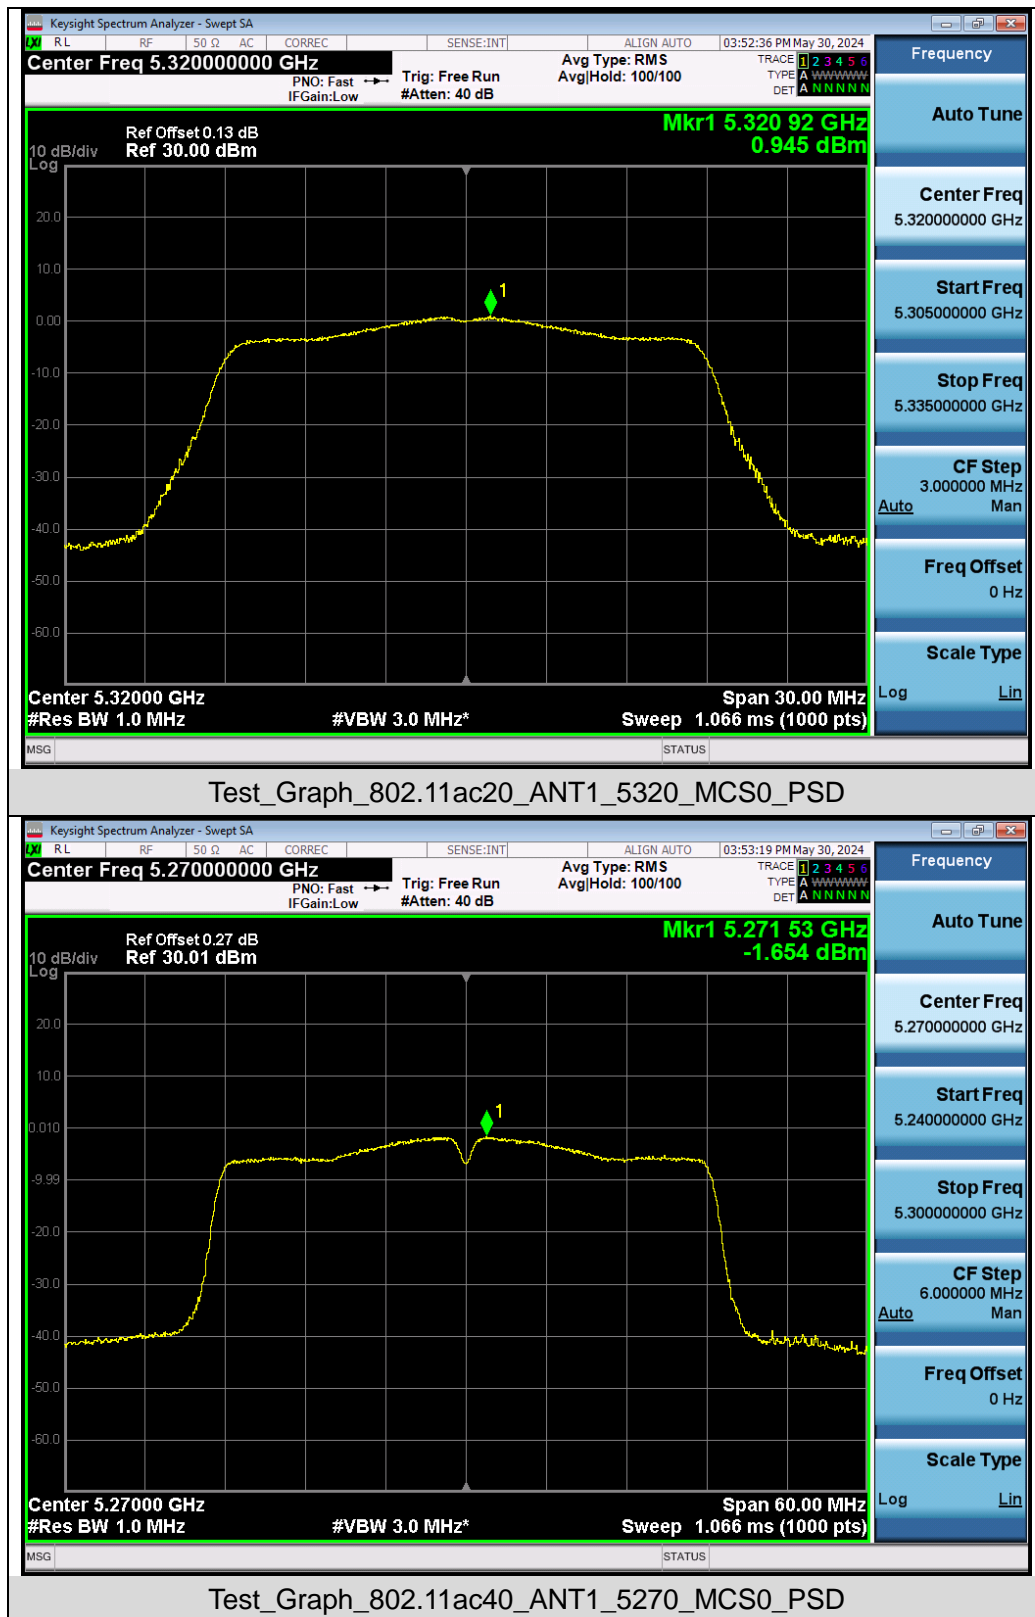 Keysight Spectrum Analyzer - Swept SA
LXI RL RF 50 Ω AC CORREC SENSE:INT ALIGN AUTO 03:52:36 PM May 30, 2024
Center Freq 5.320000000 GHz Avg Type: RMS TRACE 1 2 3 4 5 6
PNO: Fast Trig: Free Run Avg|Hold: 100/100 TYPE A WWWWW
IFGain:Low #Atten: 40 dB DET A N N N N N
Frequency
Mkr1 5.320 92 GHz
0.945 dBm
Ref Offset 0.13 dB
10 dB/div Ref 30.00 dBm
Log
20.0
10.0
0.00
-10.0
-20.0
-30.0
-40.0
-50.0
-60.0
1
Auto Tune
Center Freq
5.320000000 GHz
Start Freq
5.305000000 GHz
Stop Freq
5.335000000 GHz
CF Step
3.000000 MHz
Auto Man
Freq Offset
0 Hz
Scale Type
Log Lin
Center 5.32000 GHz Span 30.00 MHz
#Res BW 1.0 MHz #VBW 3.0 MHz* Sweep 1.066 ms (1000 pts)
MSG STATUS
Test_Graph_802.11ac20_ANT1_5320_MCS0_PSD
Keysight Spectrum Analyzer - Swept SA
LXI RL RF 50 Ω AC CORREC SENSE:INT ALIGN AUTO 03:53:19 PM May 30, 2024
Center Freq 5.270000000 GHz Avg Type: RMS TRACE 1 2 3 4 5 6
PNO: Fast Trig: Free Run Avg|Hold: 100/100 TYPE A WWWWW
IFGain:Low #Atten: 40 dB DET A N N N N N
Frequency
Mkr1 5.271 53 GHz
-1.654 dBm
Ref Offset 0.27 dB
10 dB/div Ref 30.01 dBm
Log
20.0
10.0
0.010
-9.99
-20.0
-30.0
-40.0
-50.0
-60.0
1
Auto Tune
Center Freq
5.270000000 GHz
Start Freq
5.240000000 GHz
Stop Freq
5.300000000 GHz
CF Step
6.000000 MHz
Auto Man
Freq Offset
0 Hz
Scale Type
Log Lin
Center 5.27000 GHz Span 60.00 MHz
#Res BW 1.0 MHz #VBW 3.0 MHz* Sweep 1.066 ms (1000 pts)
MSG STATUS
Test_Graph_802.11ac40_ANT1_5270_MCS0_PSD